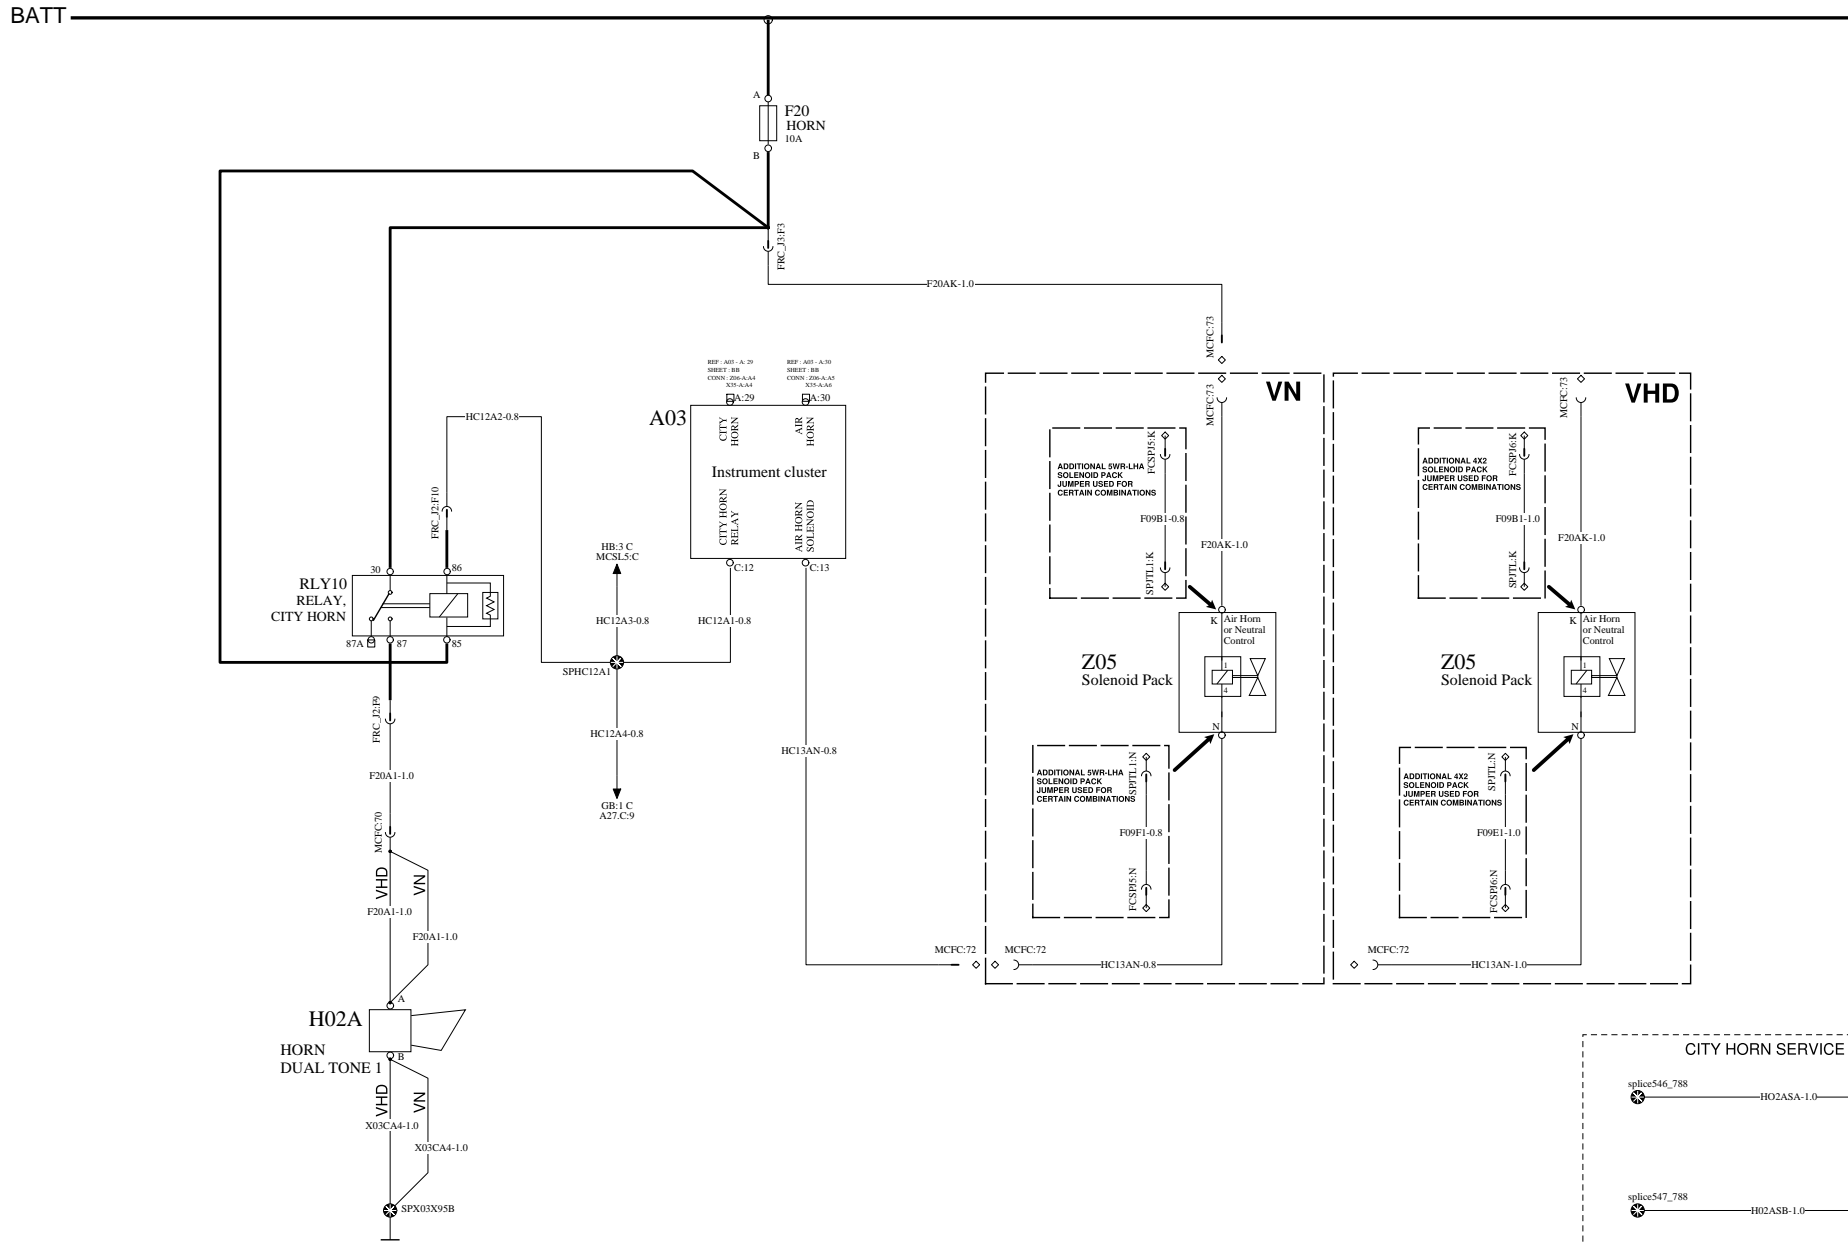 BATT
A
F20
HORN
10A
B
FRC_J3:F3
F20AK-1.0
MCFC:73
REF : A03 - A: 29
SHEET : BB
CONN : Z06-A:A4
X35-A:A4
REF : A03 - A:30
SHEET : BB
CONN : Z06-A:A5
X35-A:A6
A:29
A:30
A03
CITY
HORN
AIR
HORN
Instrument cluster
CITY HORN
RELAY
AIR HORN
SOLENOID
C:12
C:13
HC12A2-0.8
FRC_J2:F10
30
86
RLY10
RELAY,
CITY HORN
87A
87
85
HB:3 C
MCSL5:C
HC12A3-0.8
HC12A1-0.8
SPHC12A1
HC12A4-0.8
GB:1 C
A27.C:9
HC13AN-0.8
FRC_J2:F9
F20A1-1.0
MCFC:70
VHD
VN
F20A1-1.0
F20A1-1.0
A
H02A
HORN
DUAL TONE 1
B
VHD
VN
X03CA4-1.0
X03CA4-1.0
SPX03X95B
VN
MCFC:73
ADDITIONAL 5WR-LHA
SOLENOID PACK
JUMPER USED FOR
CERTAIN COMBINATIONS
FCSPJ5:K
F09B1-0.8
SPJTL1:K
F20AK-1.0
K
Air Horn
or Neutral
Control
Z05
Solenoid Pack
1
4
N
ADDITIONAL 5WR-LHA
SOLENOID PACK
JUMPER USED FOR
CERTAIN COMBINATIONS
SPJTL1:N
F09F1-0.8
FCSPJ5:N
MCFC:72
MCFC:72
HC13AN-0.8
VHD
MCFC:73
ADDITIONAL 4X2
SOLENOID PACK
JUMPER USED FOR
CERTAIN COMBINATIONS
FCSPJ6:K
F09B1-1.0
SPJTL:K
F20AK-1.0
K
Air Horn
or Neutral
Control
Z05
Solenoid Pack
1
4
N
ADDITIONAL 4X2
SOLENOID PACK
JUMPER USED FOR
CERTAIN COMBINATIONS
SPJTL:N
F09E1-1.0
FCSPJ6:N
MCFC:72
HC13AN-1.0
CITY HORN SERVICE
splice546_788
HO2ASA-1.0
splice547_788
H02ASB-1.0